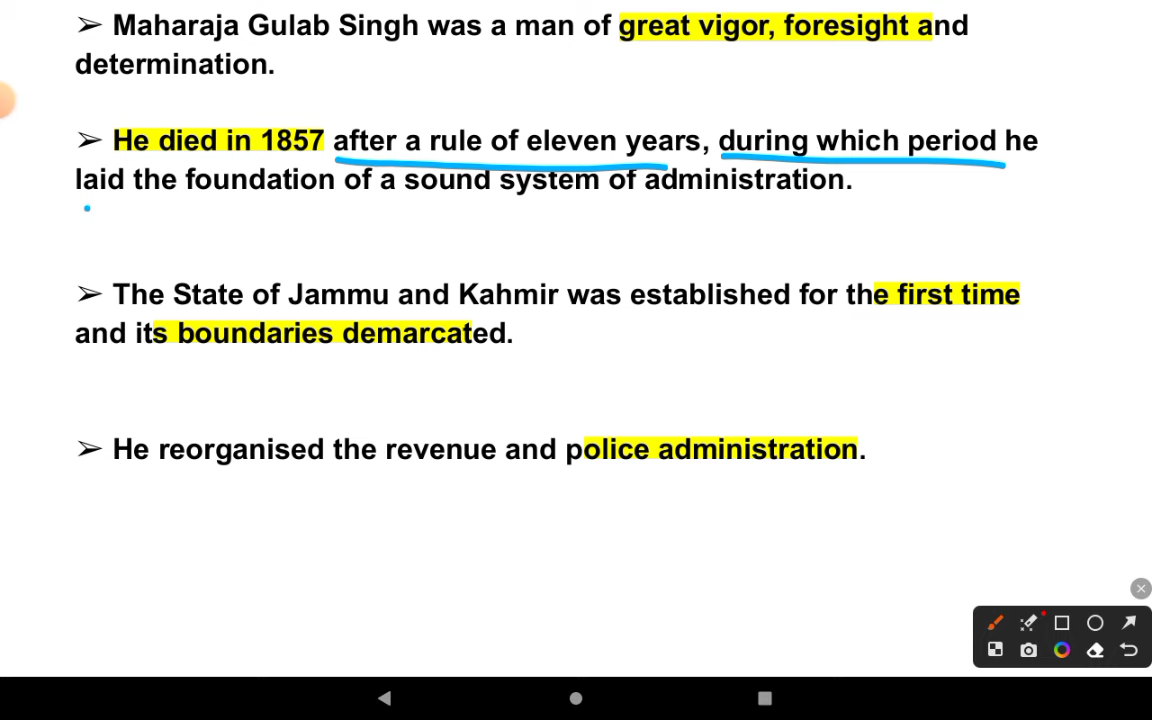 ➢ Maharaja Gulab Singh was a man of great vigor, foresight and
determination.
➢ He died in 1857 after a rule of eleven years, during which period he
laid the foundation of a sound system of administration.
➢ The State of Jammu and Kahmir was established for the first time
and its boundaries demarcated.
➢ He reorganised the revenue and police administration.